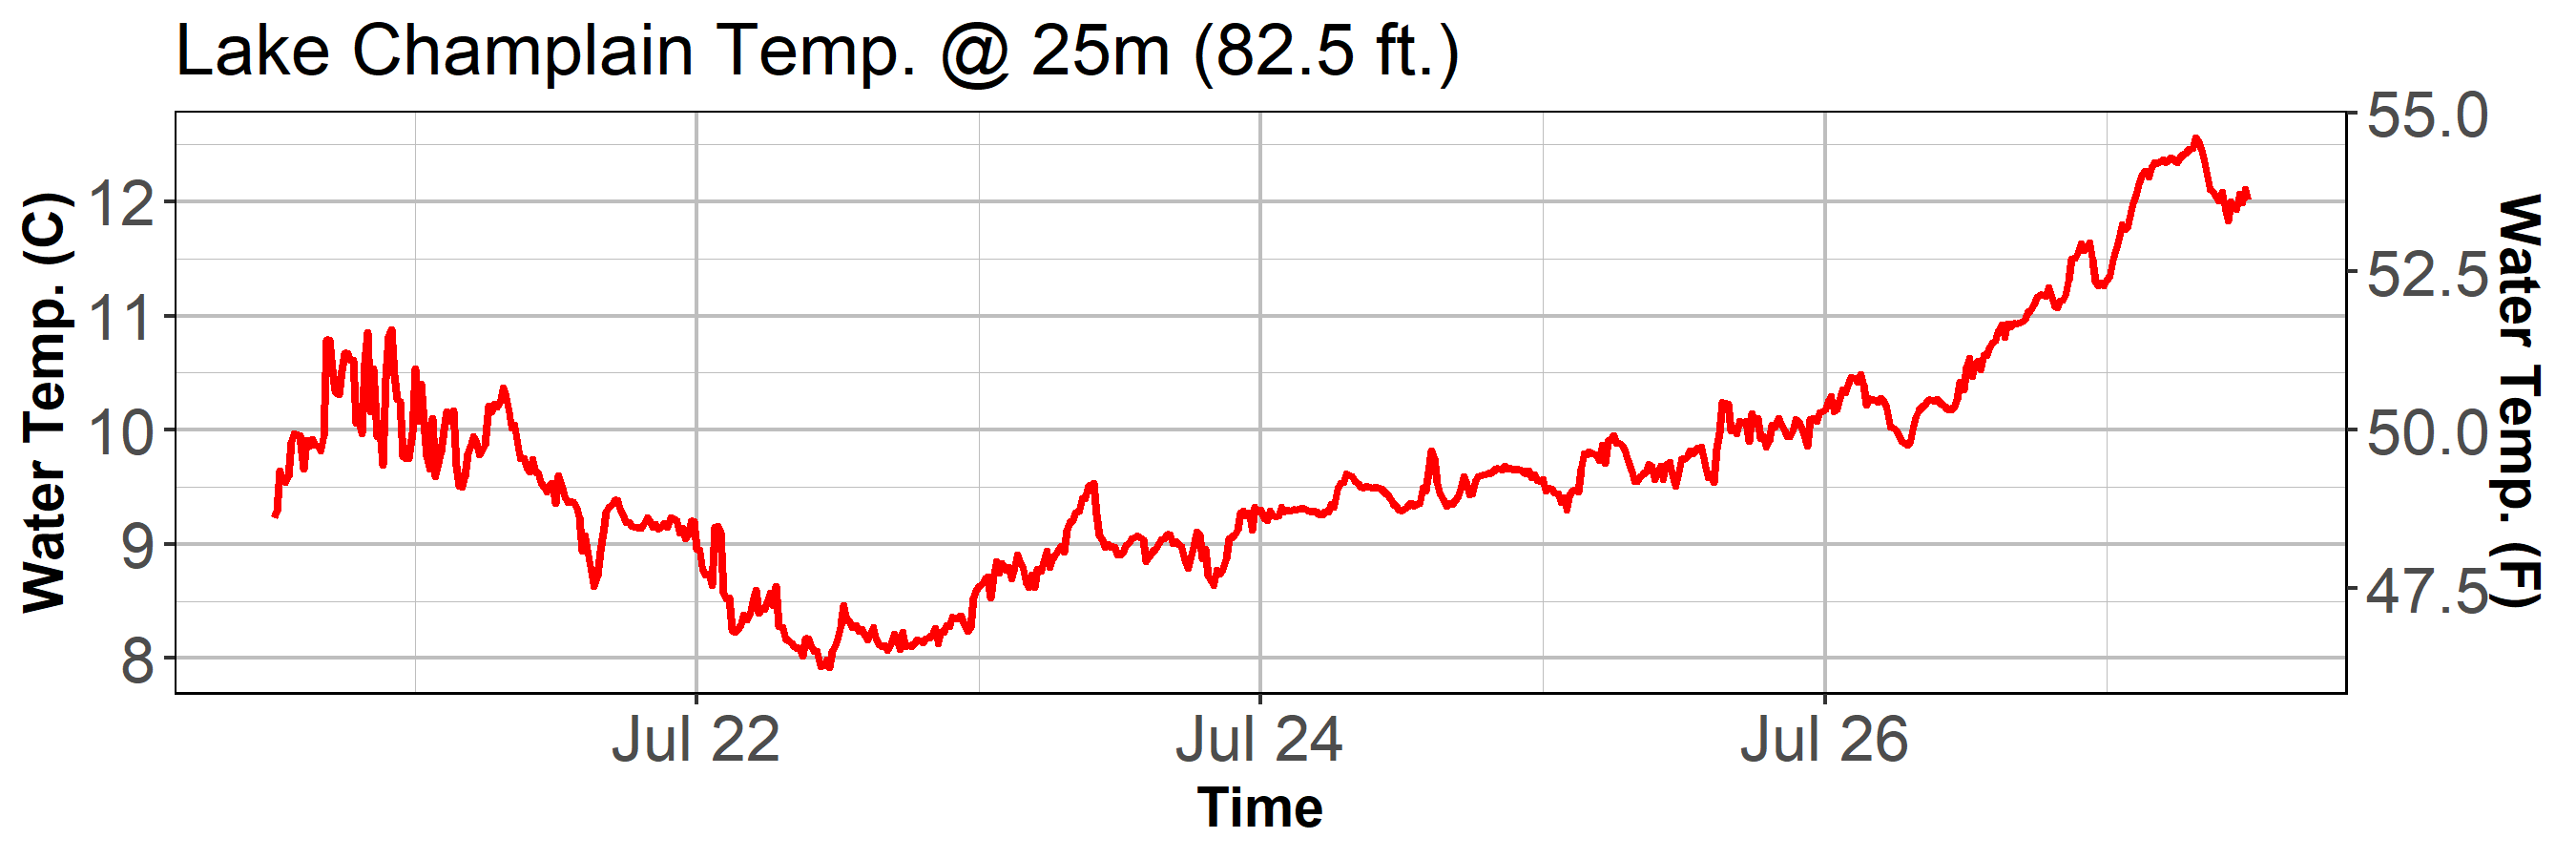 Lake Champlain Temp. @ 25m (82.5 ft.)
Water Temp. (C)
12
11
10
9
8
55.0
52.5
50.0
47.5
Water Temp. (F)
Jul 22
Jul 24
Jul 26
Time